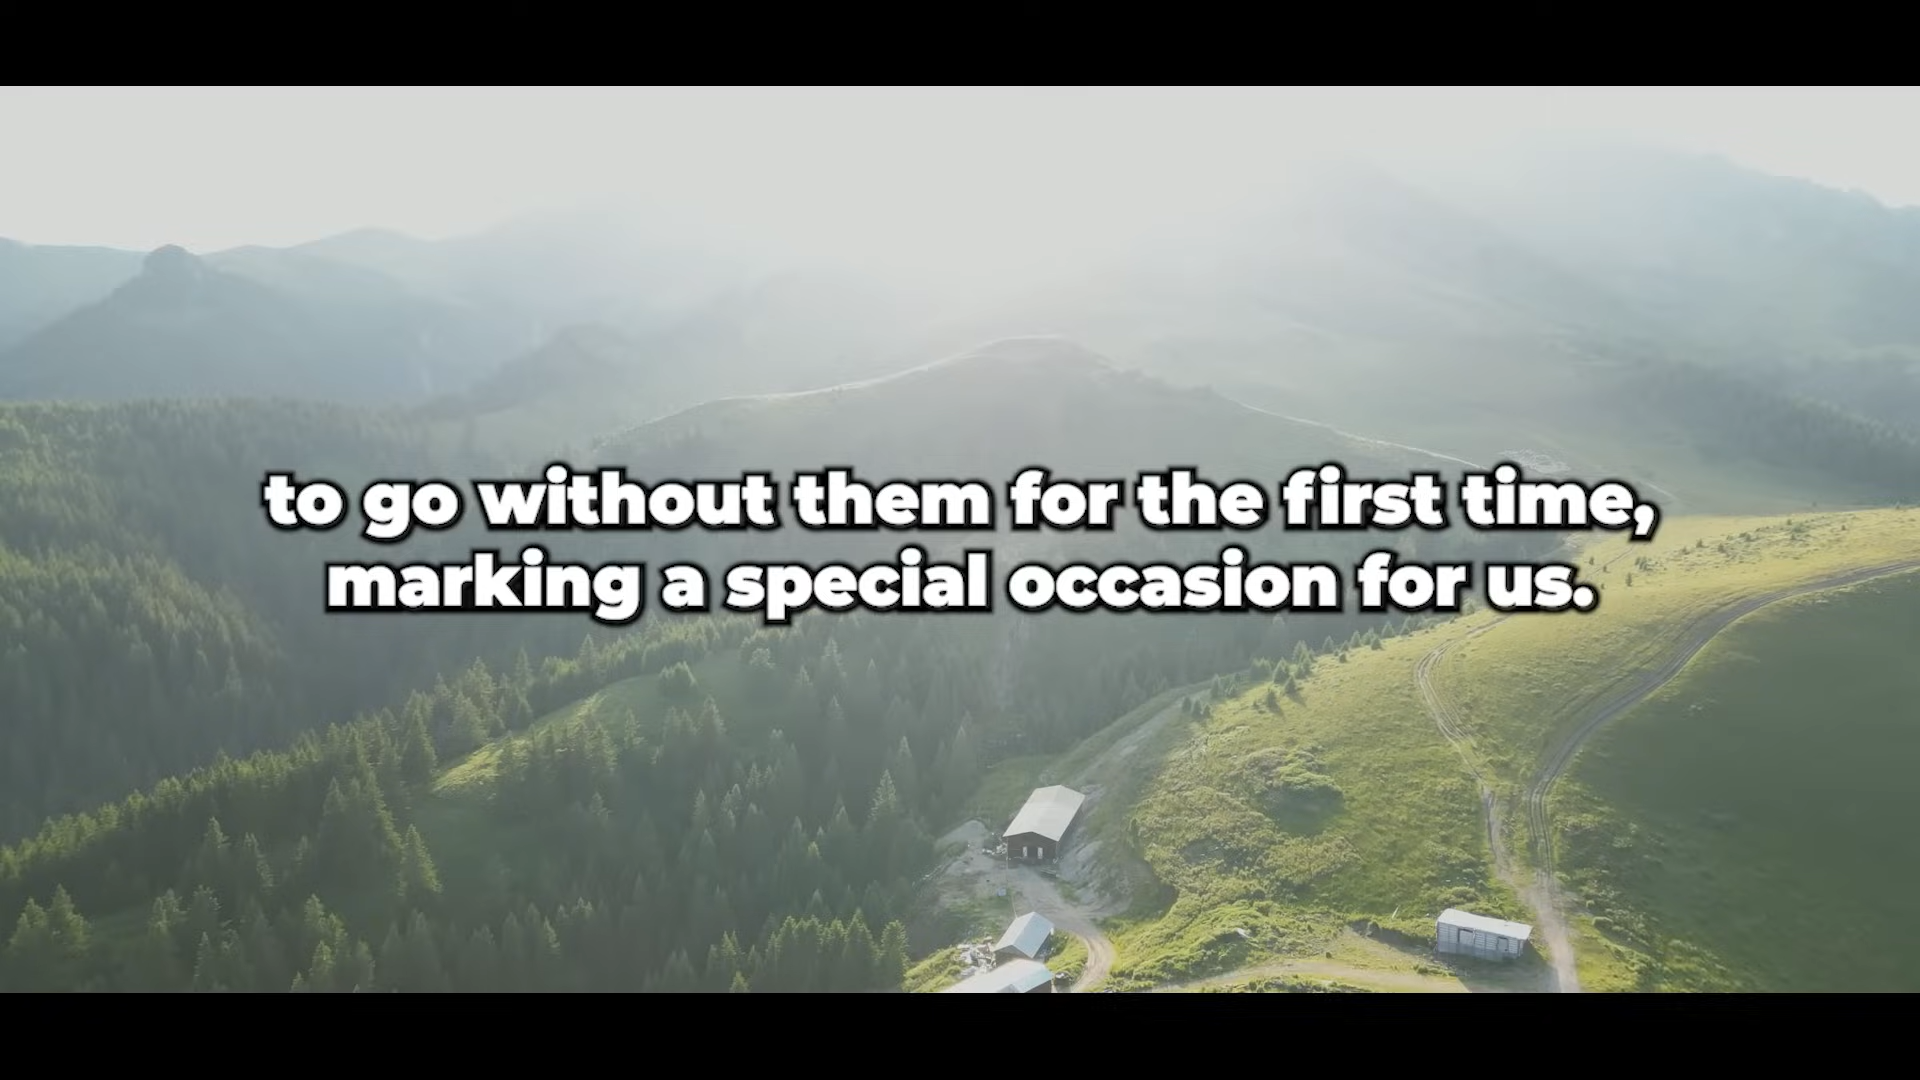 to go without them for the first time,
marking a special occasion for us.